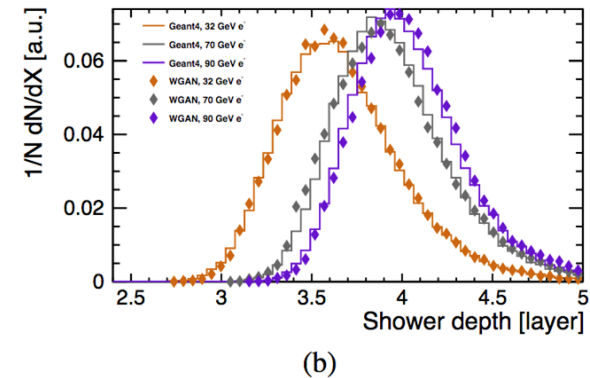 1/N dN/dX [a.u.]
Geant4, 32 GeV e-
Geant4, 70 GeV e-
Geant4, 90 GeV e-
WGAN, 32 GeV e-
WGAN, 70 GeV e-
WGAN, 90 GeV e-
0.06
0.04
0.02
0
2.5 3 3.5 4 4.5 5
Shower depth [layer]
(b)